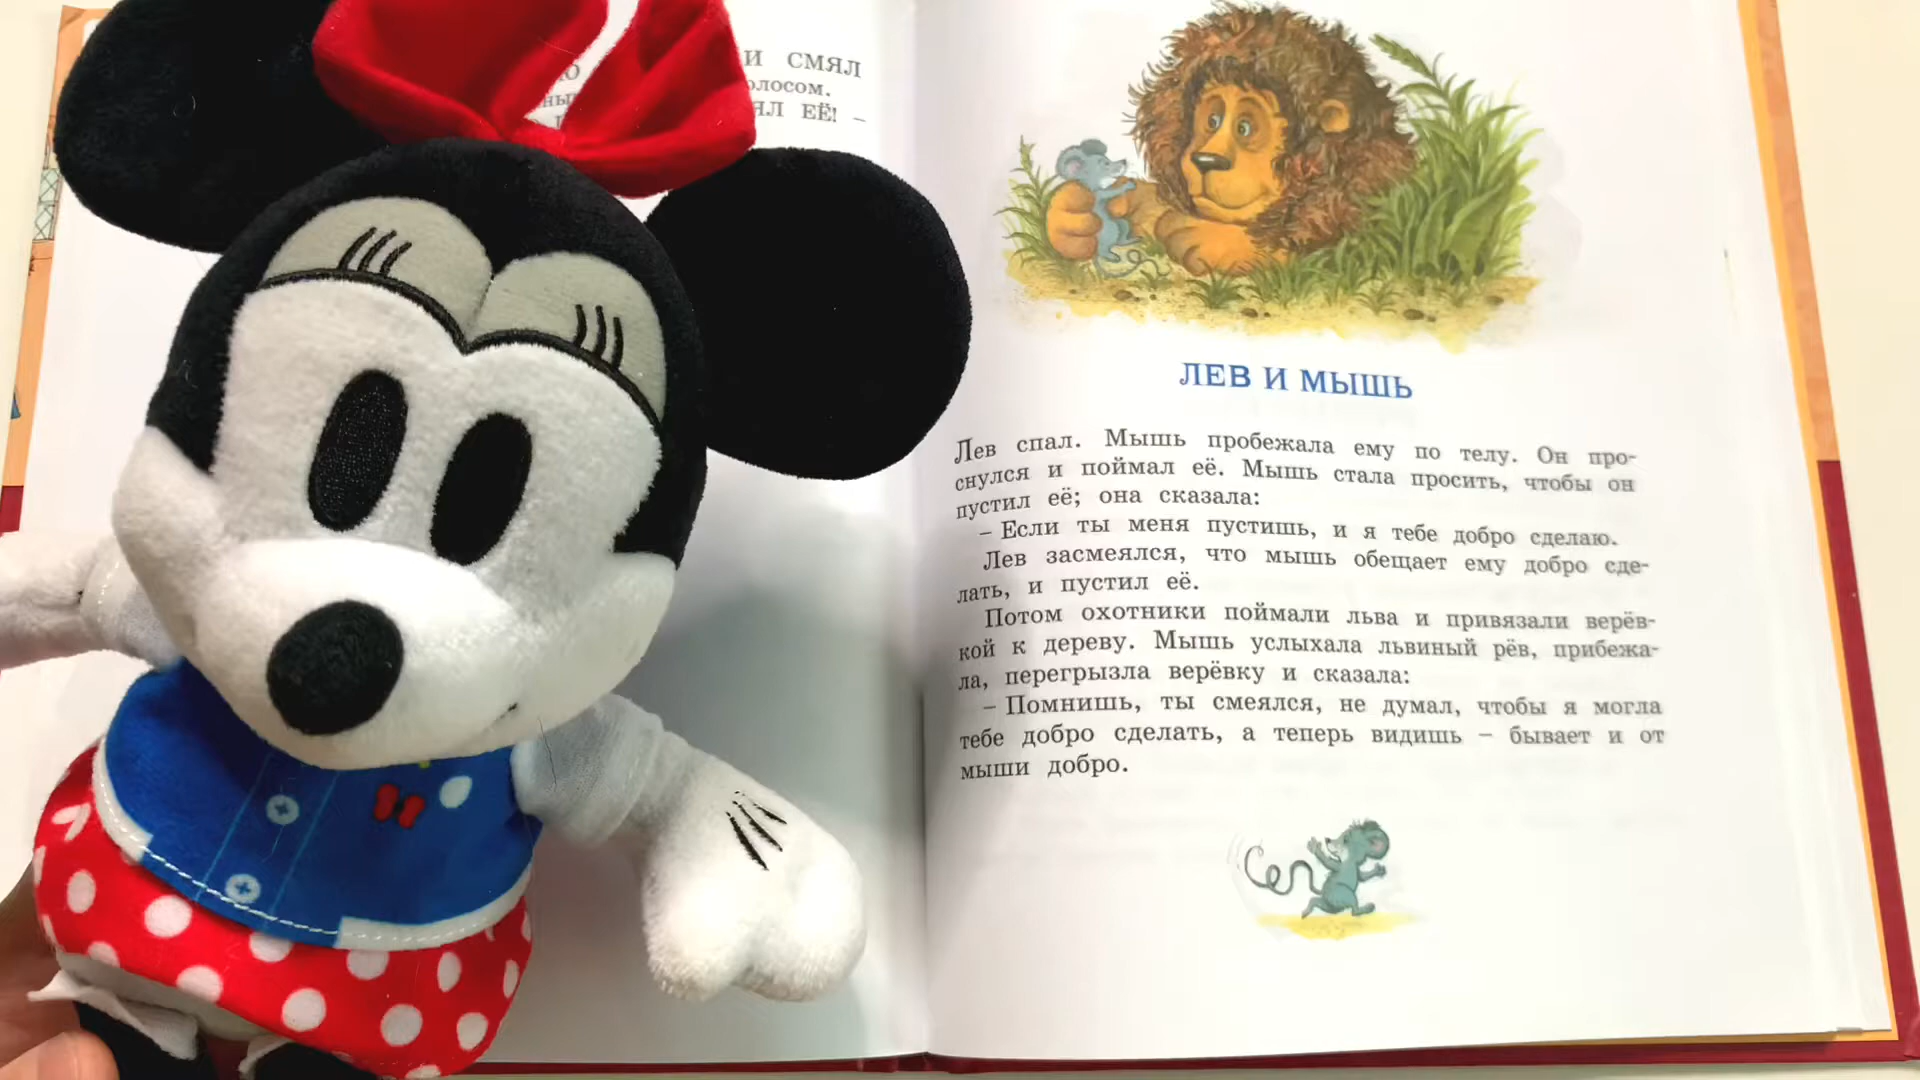 И СМЯЛ
ЯЛ ЕЁ! –
ЛЕВ И МЫШЬ
Лев спал. Мышь пробежала ему по телу. Он про-
снулся и поймал её. Мышь стала просить, чтобы он
пустил её; она сказала:
– Если ты меня пустишь, и я тебе добро сделаю.
Лев засмеялся, что мышь обещает ему добро сде-
лать, и пустил её.
Потом охотники поймали льва и привязали верёв-
кой к дереву. Мышь услыхала львиный рёв, прибежа-
ла, перегрызла верёвку и сказала:
– Помнишь, ты смеялся, не думал, чтобы я могла
тебе добро сделать, а теперь видишь – бывает и от
мыши добро.